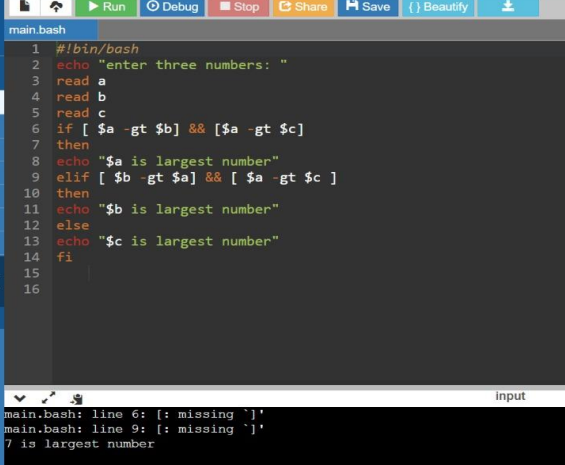 Run Debug Stop Share Save { } Beautify
main.bash
1 #!bin/bash
2 echo "enter three numbers: "
3 read a
4 read b
5 read c
6 if [ $a -gt $b] && [$a -gt $c]
7 then
8 echo "$a is largest number"
9 elif [ $b -gt $a] && [ $a -gt $c ]
10 then
11 echo "$b is largest number"
12 else
13 echo "$c is largest number"
14 fi
15
16
input
main.bash: line 6: [: missing `]'
main.bash: line 9: [: missing `]'
7 is largest number